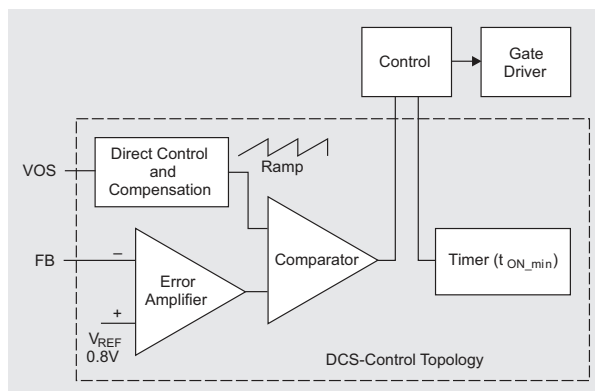 Control
Gate
Driver
Direct Control
and
Compensation
Ramp
VOS
Comparator
Timer (t ON_min)
FB
–
Error
Amplifier
+
VREF
0.8V
DCS-Control Topology